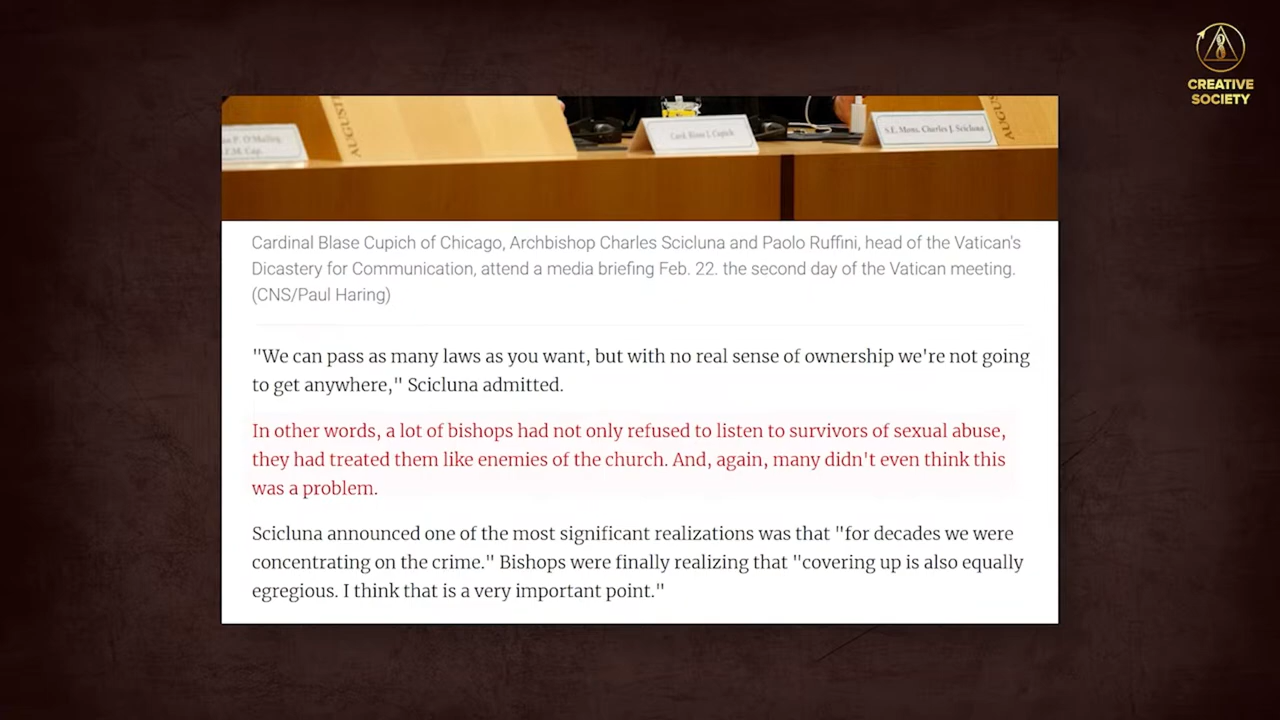 CREATIVE
SOCIETY
AUGUSTI
AUGUS
P. O'Malley,
F.M. Cap.
Card. Blase J. Cupich
S.E. Mons. Charles J. Scicluna
Cardinal Blase Cupich of Chicago, Archbishop Charles Scicluna and Paolo Ruffini, head of the Vatican's
Dicastery for Communication, attend a media briefing Feb. 22. the second day of the Vatican meeting.
(CNS/Paul Haring)
"We can pass as many laws as you want, but with no real sense of ownership we're not going
to get anywhere," Scicluna admitted.
In other words, a lot of bishops had not only refused to listen to survivors of sexual abuse,
they had treated them like enemies of the church. And, again, many didn't even think this
was a problem.
Scicluna announced one of the most significant realizations was that "for decades we were
concentrating on the crime." Bishops were finally realizing that "covering up is also equally
egregious. I think that is a very important point."